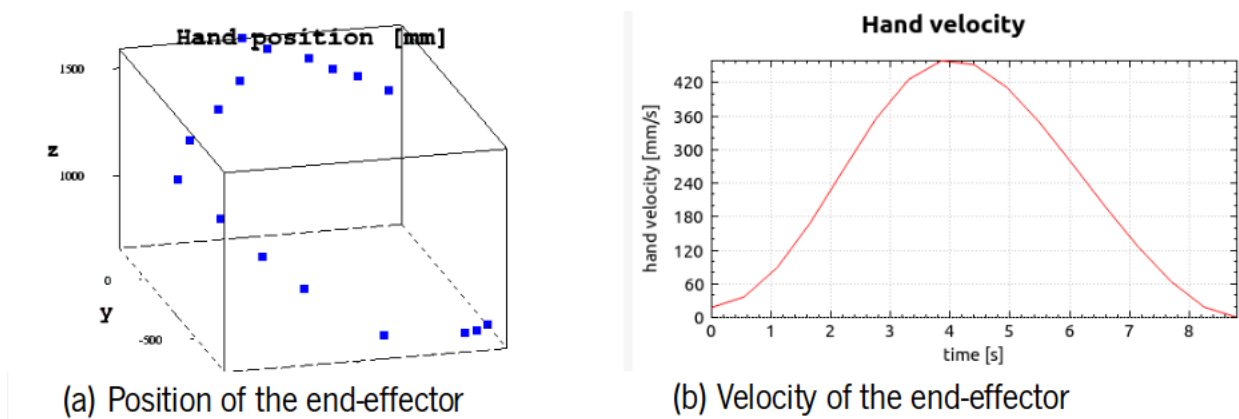 Hand position [mm]
1500
z
1000
0
y
-500
(a) Position of the end-effector
Hand velocity
420
360
300
240
180
120
60
0
hand velocity [mm/s]
0 1 2 3 4 5 6 7 8
time [s]
(b) Velocity of the end-effector